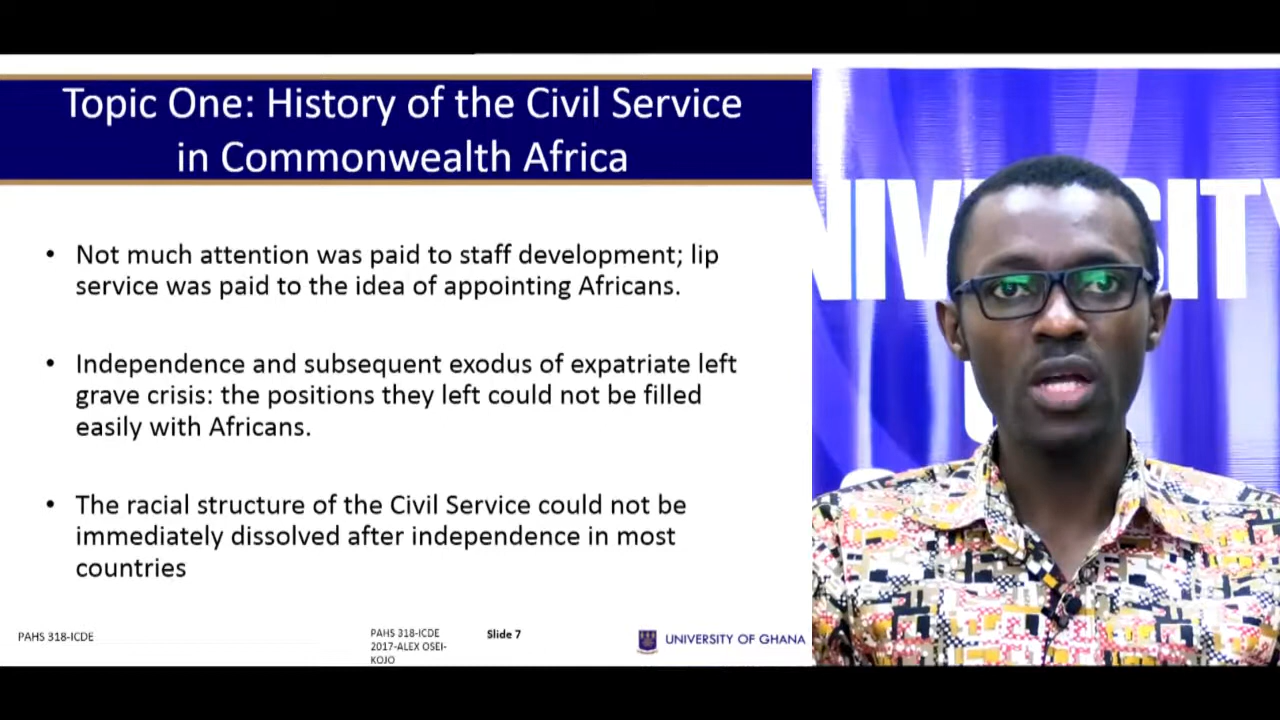 Topic One: History of the Civil Service
in Commonwealth Africa
• Not much attention was paid to staff development; lip
service was paid to the idea of appointing Africans.
• Independence and subsequent exodus of expatriate left
grave crisis: the positions they left could not be filled
easily with Africans.
• The racial structure of the Civil Service could not be
immediately dissolved after independence in most
countries
PAHS 318-ICDE
PAHS 318-ICDE
2017-ALEX OSEI-
KOJO
Slide 7
UNIVERSITY OF GHANA